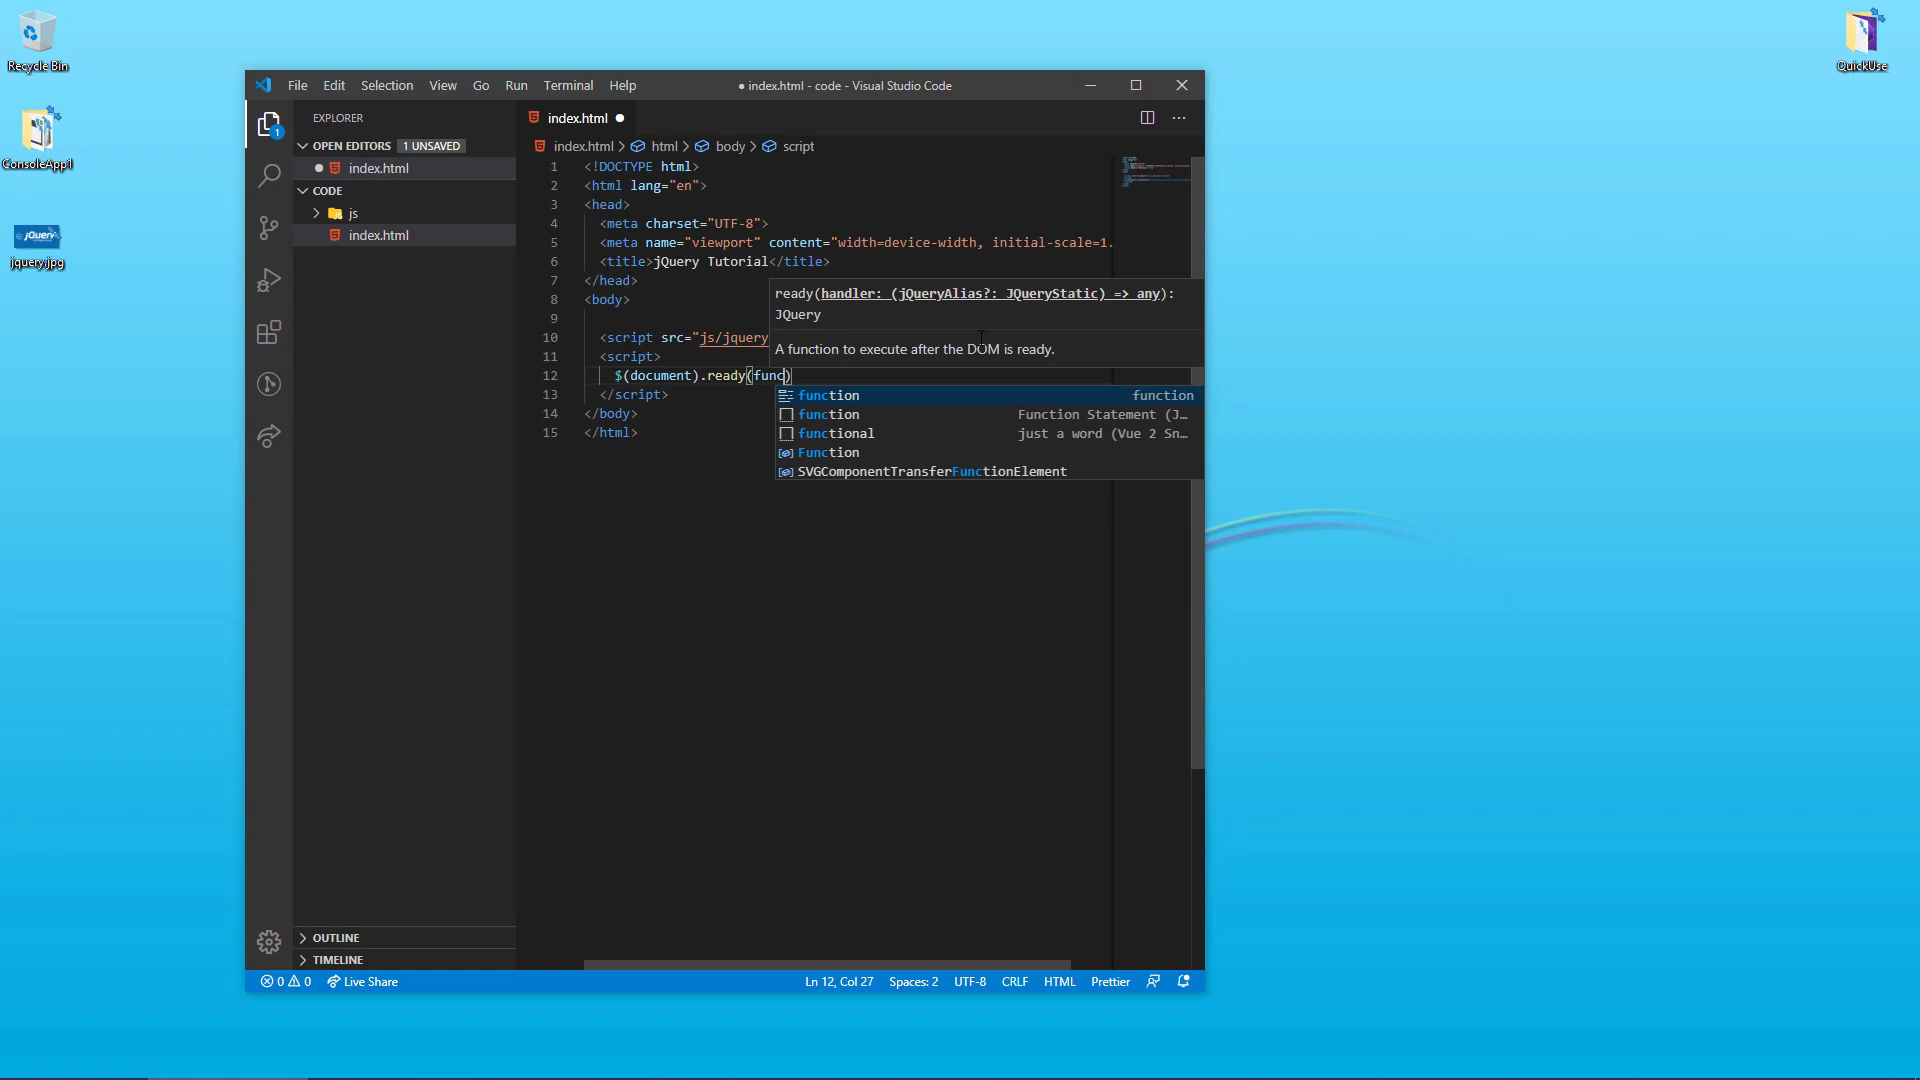 Recycle Bin
ConsoleApp1
jQuery
jquery.jpg
QuickUse
File Edit Selection View Go Run Terminal Help
● index.html - code - Visual Studio Code
EXPLORER
1
OPEN EDITORS 1 UNSAVED
index.html
CODE
js
index.html
OUTLINE
TIMELINE
index.html
index.html > html > body > script
1 <!DOCTYPE html>
2 <html lang="en">
3 <head>
4 <meta charset="UTF-8">
5 <meta name="viewport" content="width=device-width, initial-scale=1.
6 <title>jQuery Tutorial</title>
7 </head>
8 <body>
9
10 <script src="js/jquery
11 <script>
12 $(document).ready(func)
13 </script>
14 </body>
15 </html>
ready(handler: (jQueryAlias?: JQueryStatic) => any):
JQuery
A function to execute after the DOM is ready.
function function
function Function Statement (J…
functional just a word (Vue 2 Sn…
Function
SVGComponentTransferFunctionElement
0 0 Live Share Ln 12, Col 27 Spaces: 2 UTF-8 CRLF HTML Prettier